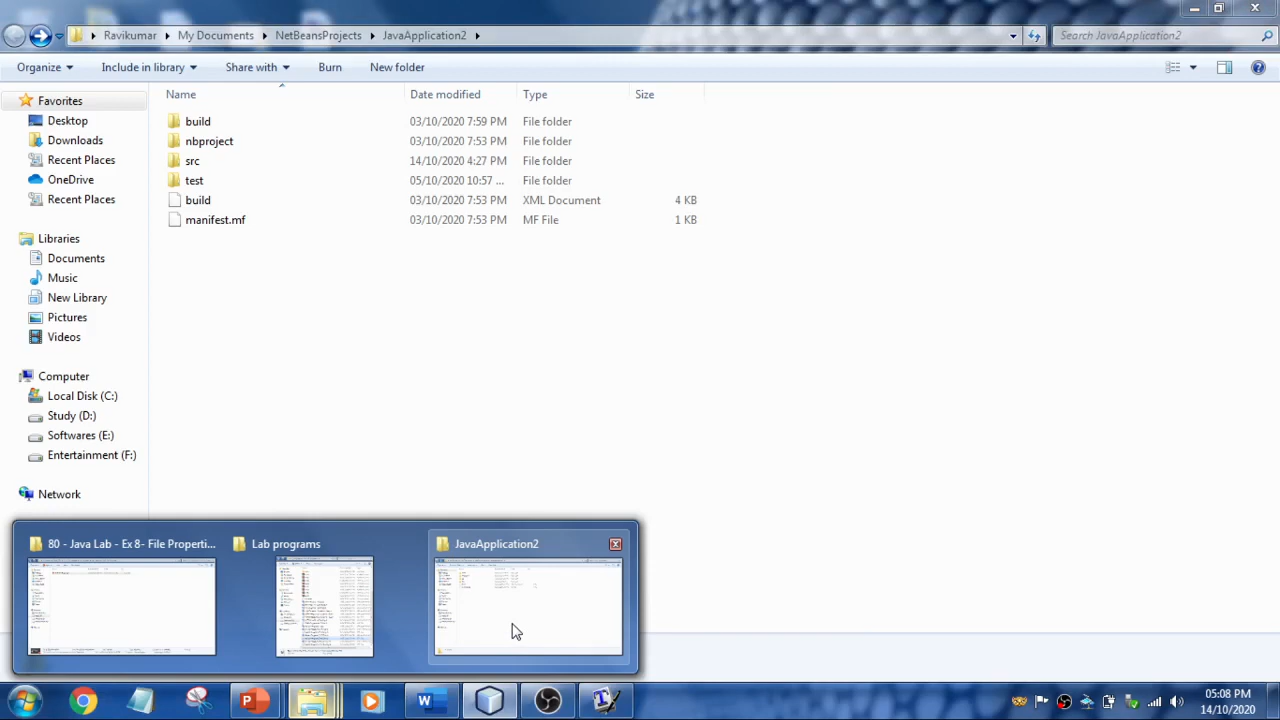 Ravikumar My Documents NetBeansProjects JavaApplication2
Search JavaApplication2
Organize Include in library Share with Burn New folder
Name Date modified Type Size
build 03/10/2020 7:59 PM File folder
nbproject 03/10/2020 7:53 PM File folder
src 14/10/2020 4:27 PM File folder
test 05/10/2020 10:57 ... File folder
build 03/10/2020 7:53 PM XML Document 4 KB
manifest.mf 03/10/2020 7:53 PM MF File 1 KB
Favorites
Desktop
Downloads
Recent Places
OneDrive
Recent Places
Libraries
Documents
Music
New Library
Pictures
Videos
Computer
Local Disk (C:)
Study (D:)
Softwares (E:)
Entertainment (F:)
Network
80 - Java Lab - Ex 8- File Properti...
Lab programs
JavaApplication2
05:08 PM
14/10/2020